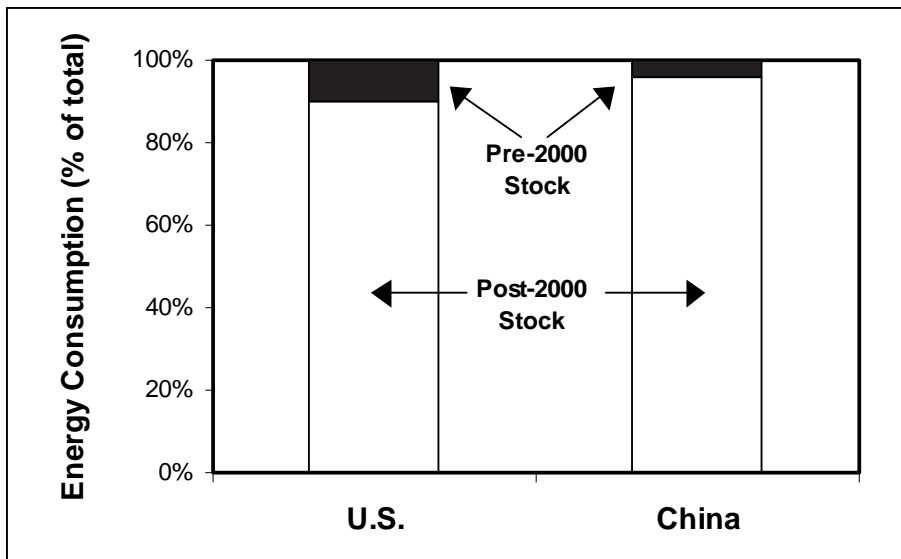 Energy Consumption (% of total)
100%
80%
60%
40%
20%
0%
Pre-2000
Stock
Post-2000
Stock
U.S.
China